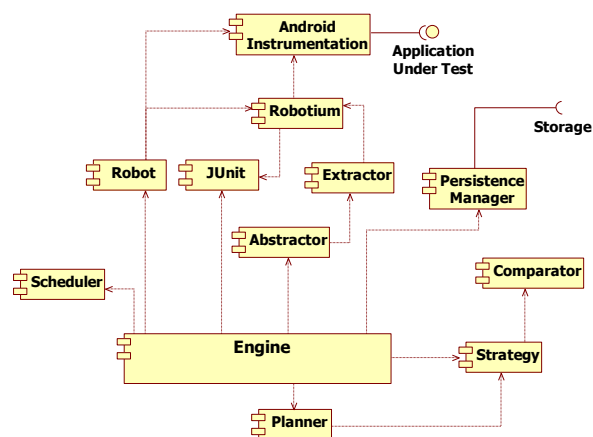 Android
Instrumentation
Application
Under Test
Robotium
Storage
Robot
JUnit
Extractor
Persistence
Manager
Abstractor
Scheduler
Comparator
Engine
Strategy
Planner